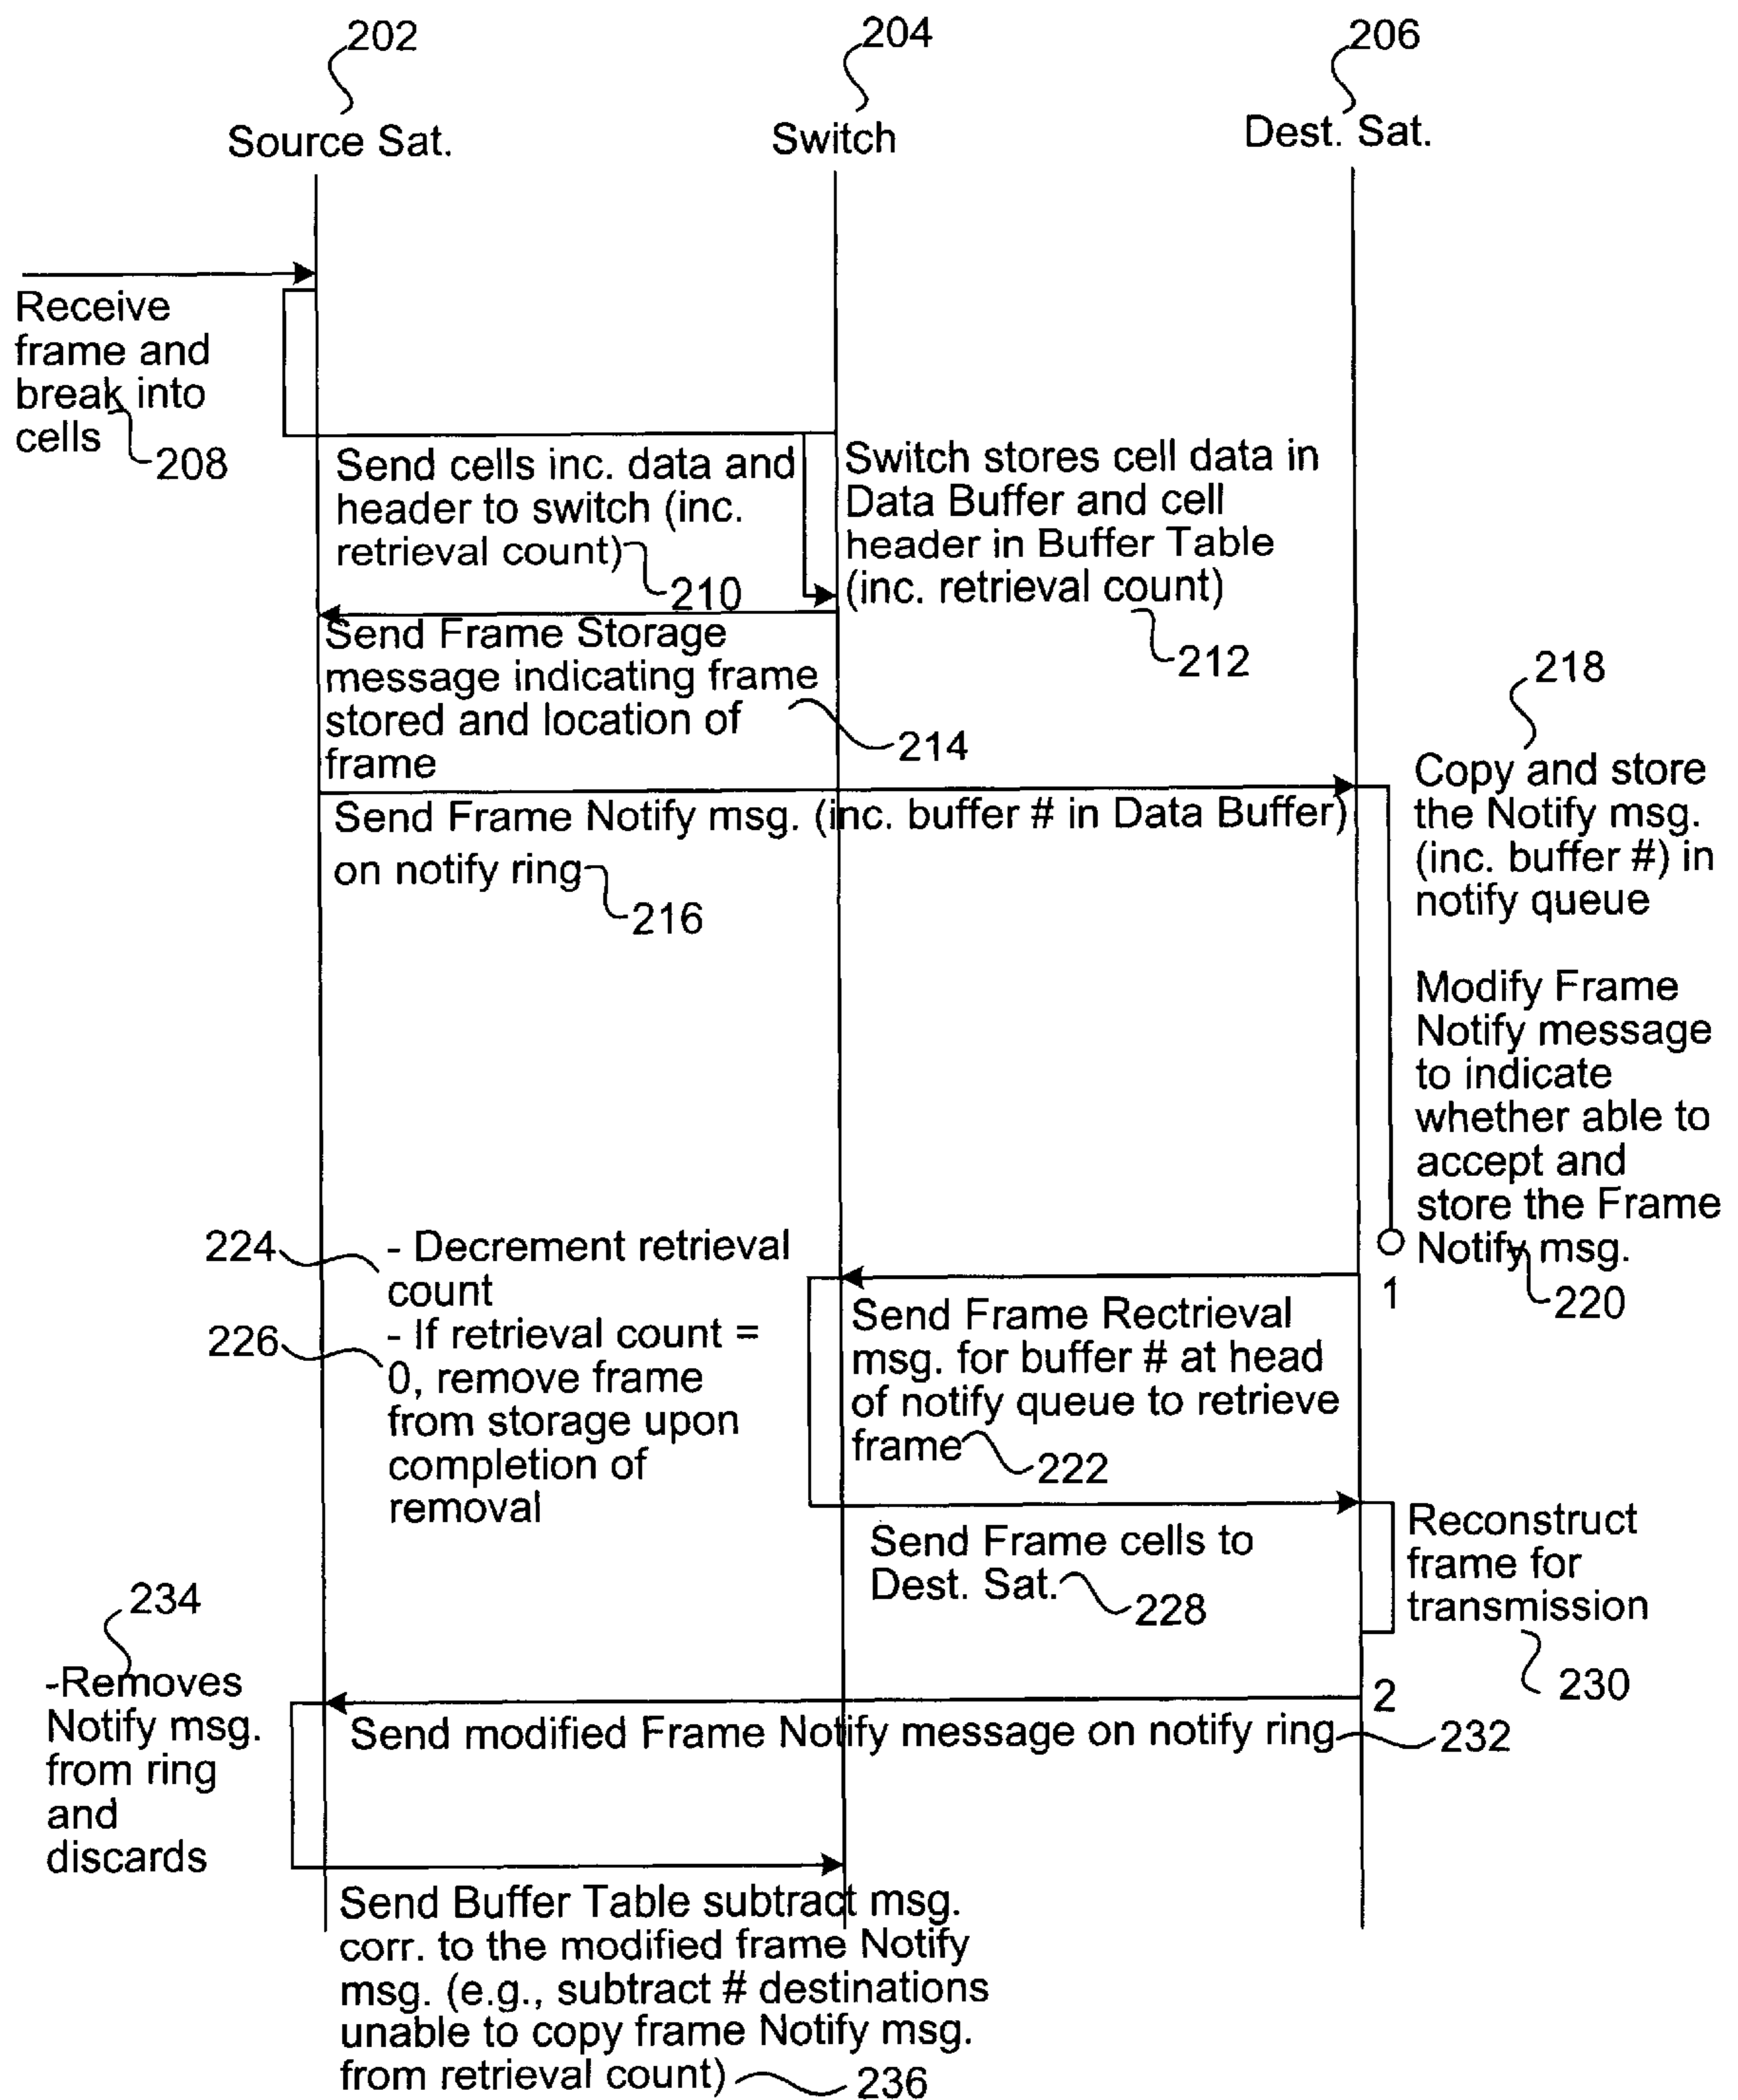 202
204
206
Source Sat.
Switch
Dest. Sat.
Receive
frame and
break into
cells
208
Send cells inc. data and
header to switch (inc.
retrieval count)
210
Switch stores cell data in
Data Buffer and cell
header in Buffer Table
(inc. retrieval count)
212
Send Frame Storage
message indicating frame
stored and location of
frame
214
218
Copy and store
the Notify msg.
(inc. buffer #) in
notify queue
Send Frame Notify msg. (inc. buffer # in Data Buffer)
on notify ring
216
Modify Frame
Notify message
to indicate
whether able to
accept and
store the Frame
Notify msg.
220
1
224
- Decrement retrieval
count
226
- If retrieval count =
0, remove frame
from storage upon
completion of
removal
Send Frame Rectrieval
msg. for buffer # at head
of notify queue to retrieve
frame
222
Send Frame cells to
Dest. Sat.
228
Reconstruct
frame for
transmission
230
234
-Removes
Notify msg.
from ring
and
discards
2
Send modified Frame Notify message on notify ring
232
Send Buffer Table subtract msg.
corr. to the modified frame Notify
msg. (e.g., subtract # destinations
unable to copy frame Notify msg.
from retrieval count)
236